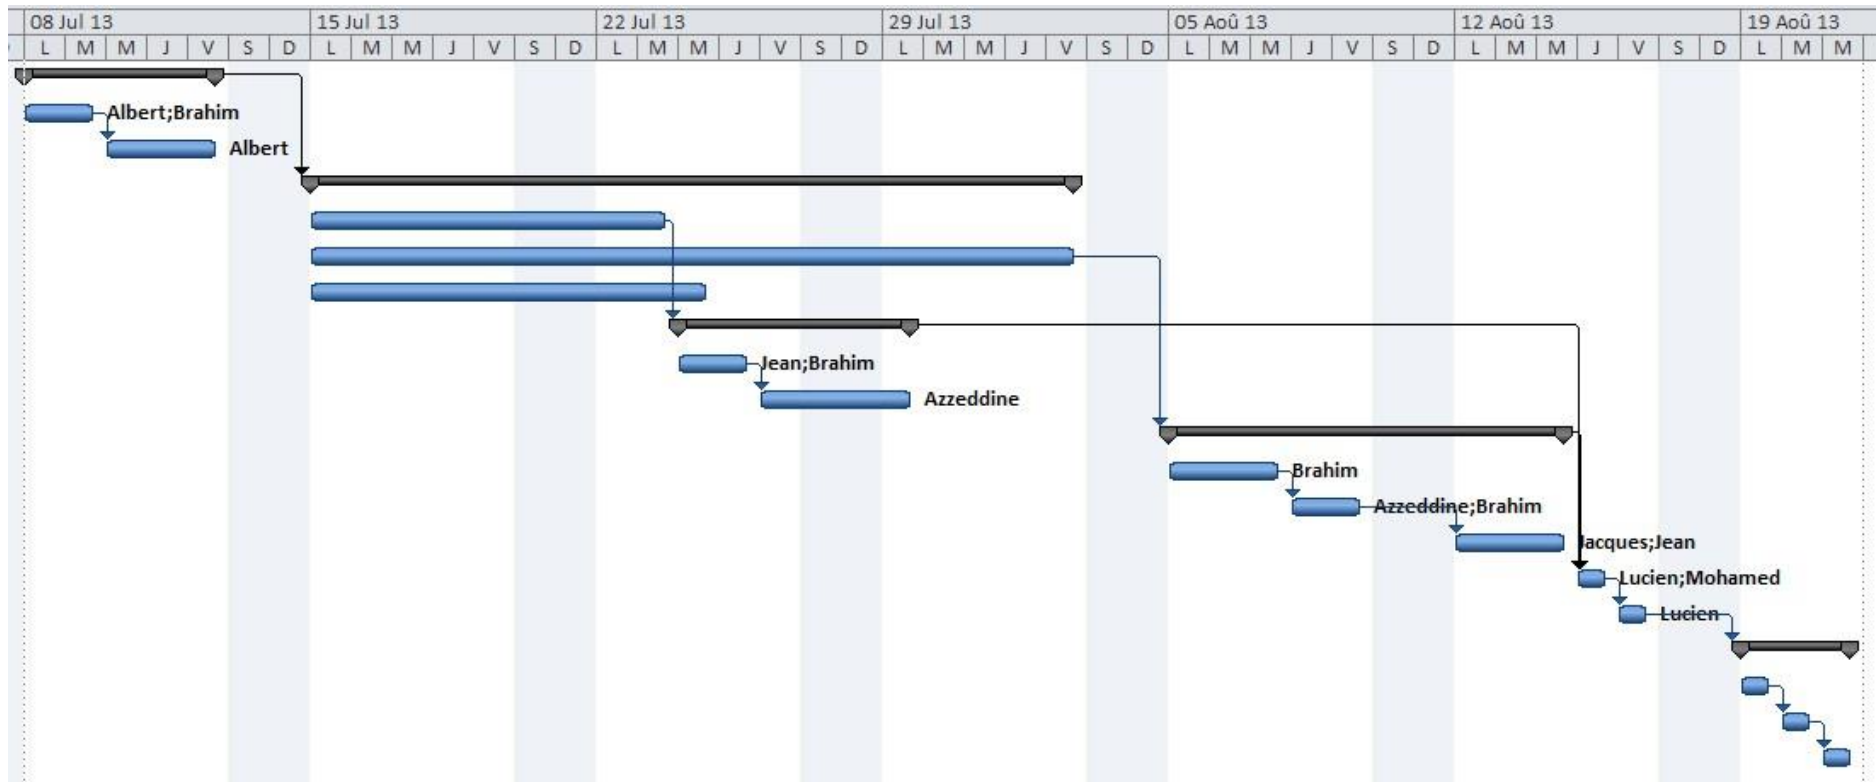 08 Jul 13 15 Jul 13 22 Jul 13 29 Jul 13 05 Aoû 13 12 Aoû 13 19 Aoû 13
L M M J V S D L M M J V S D L M M J V S D L M M J V S D L M M J V S D L M M J V S D L M M
Albert;Brahim
Albert
Jean;Brahim
Azzeddine
Brahim
Azzeddine;Brahim
Jacques;Jean
Lucien;Mohamed
Lucien